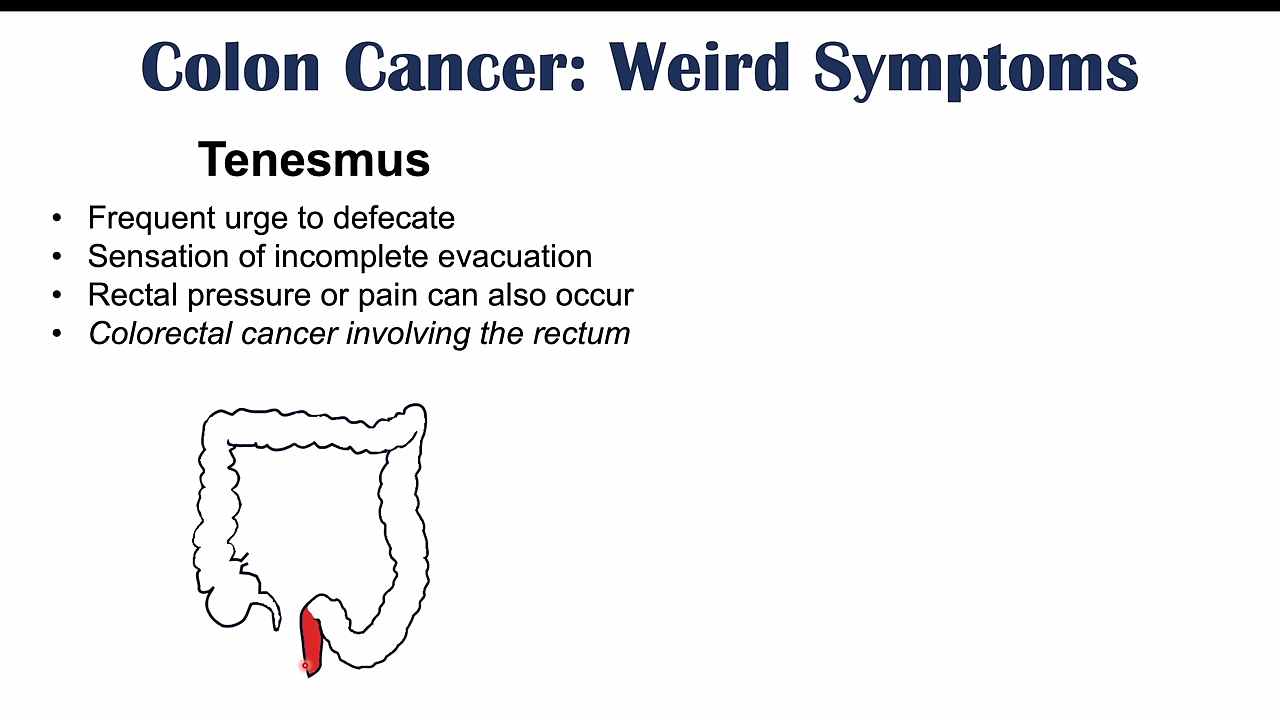 Colon Cancer: Weird Symptoms
Tenesmus
• Frequent urge to defecate
• Sensation of incomplete evacuation
• Rectal pressure or pain can also occur
• Colorectal cancer involving the rectum